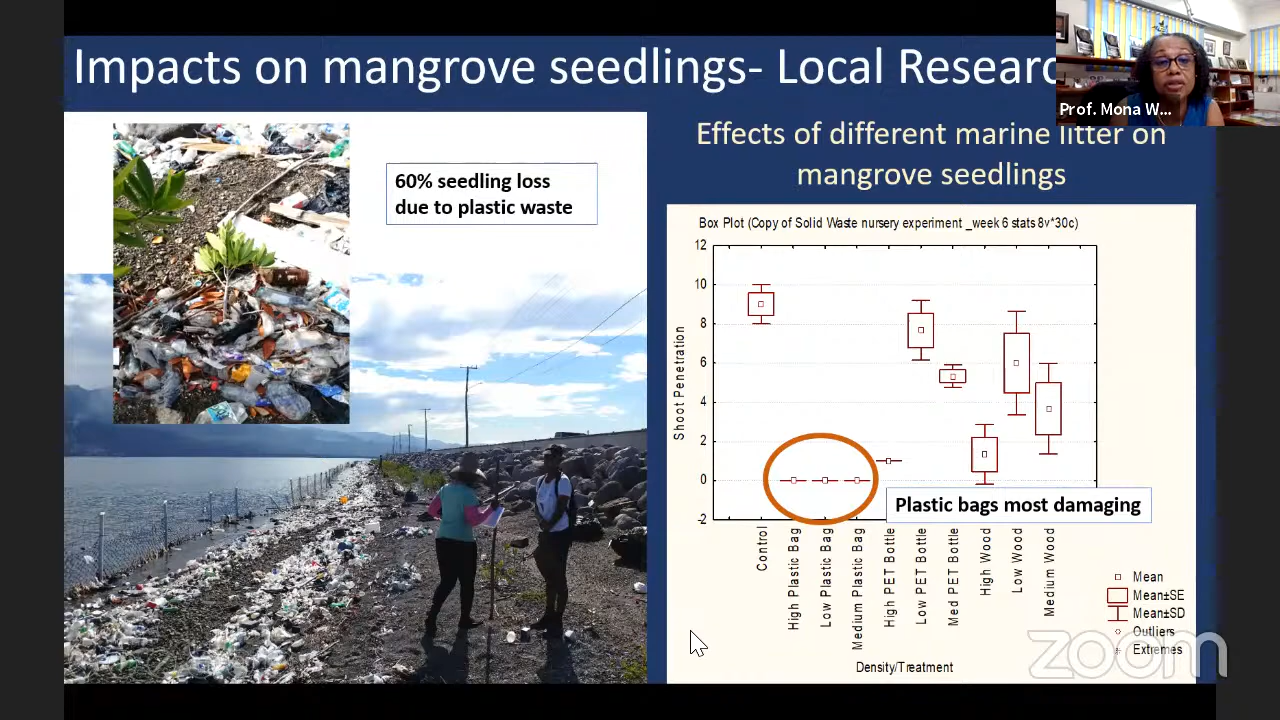 Impacts on mangrove seedlings- Local Researc
Prof. Mona W...
60% seedling loss
due to plastic waste
Effects of different marine litter on
mangrove seedlings
Box Plot (Copy of Solid Waste nursery experiment _week 6 stats 8v*30c)
12
10
8
6
4
2
0
-2
Shoot Penetration
Plastic bags most damaging
Control
High Plastic Bag
Low Plastic Bag
Medium Plastic Bag
High PET Bottle
Low PET Bottle
Med PET Bottle
High Wood
Low Wood
Medium Wood
Density/Treatment
Mean
Mean±SE
Mean±SD
Outliers
Extremes
zoom